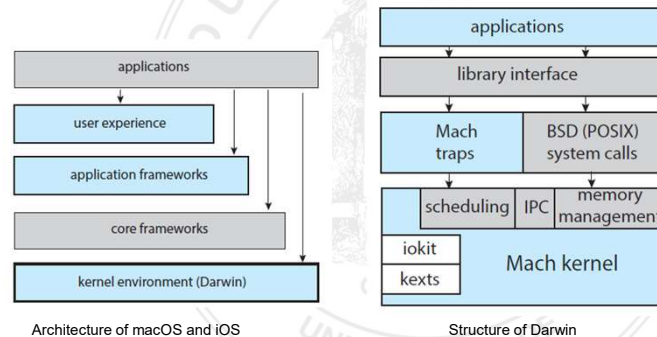 applications
user experience
application frameworks
core frameworks
kernel environment (Darwin)
Architecture of macOS and iOS
applications
library interface
Mach
traps
BSD (POSIX)
system calls
scheduling
IPC
memory
management
iokit
kexts
Mach kernel
Structure of Darwin